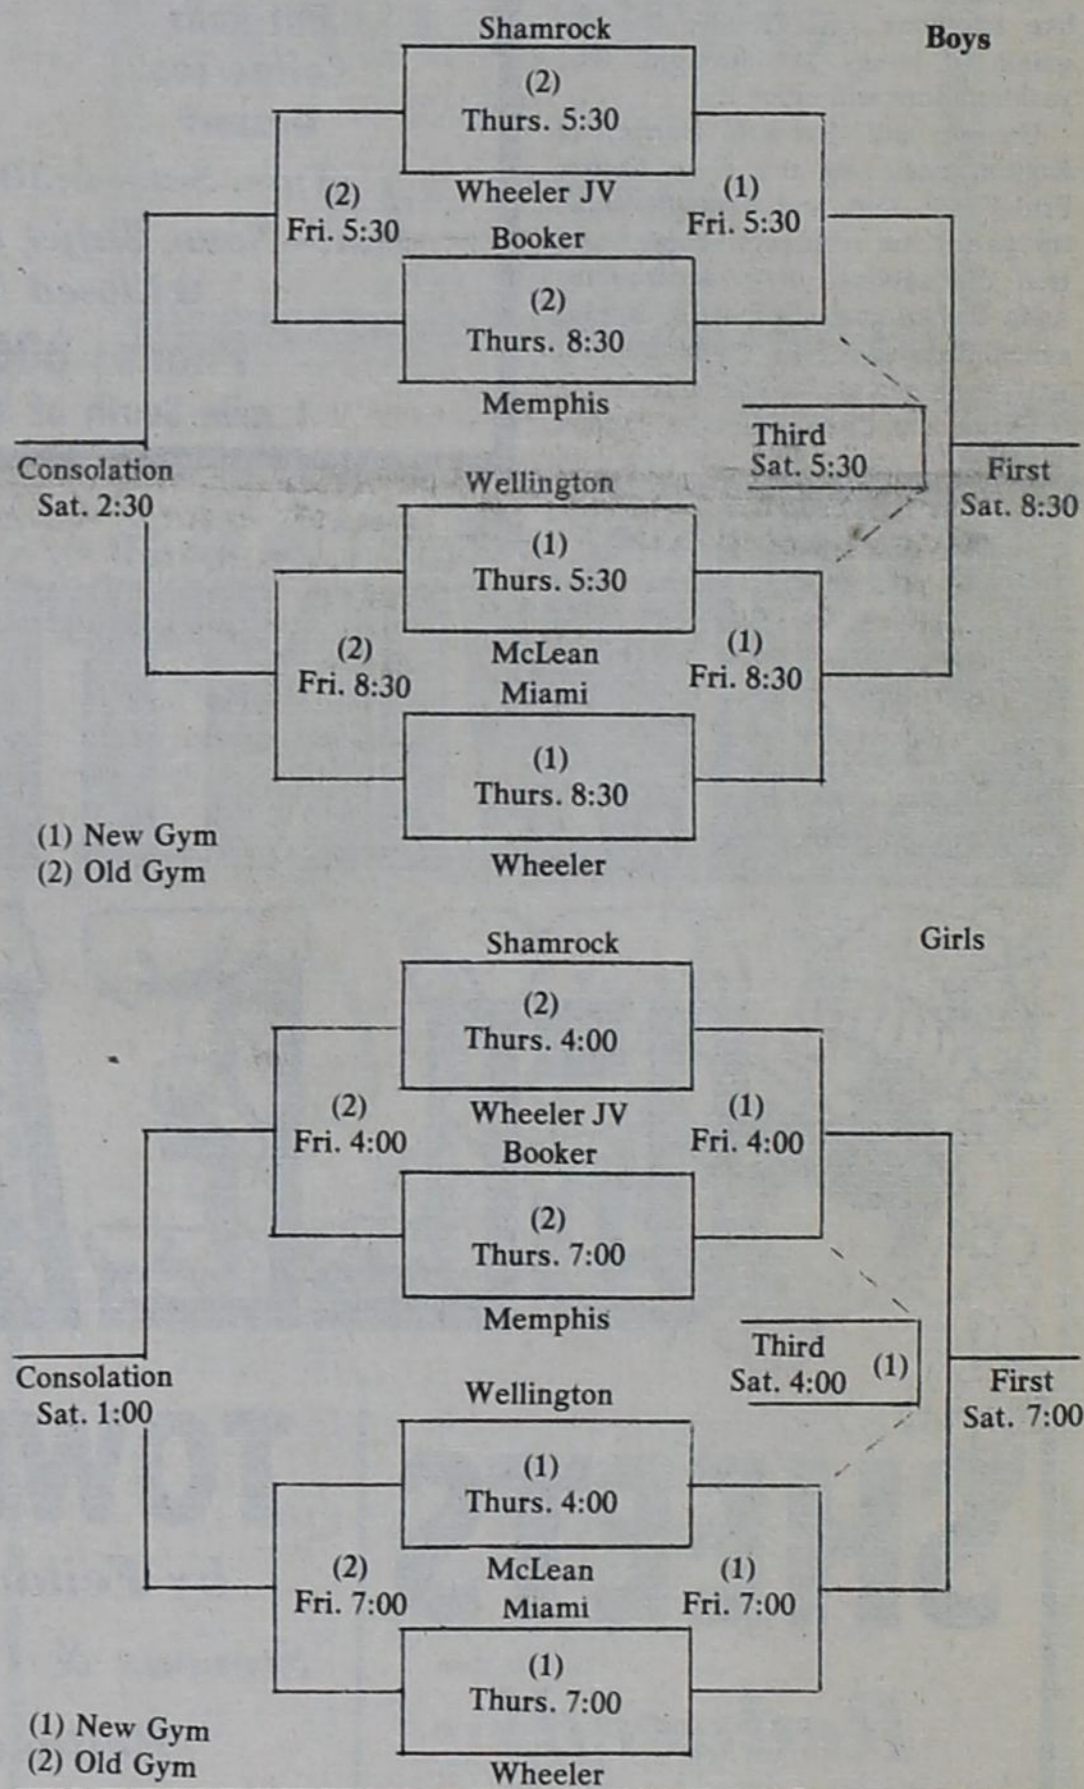 Boys
Shamrock
(2)
Thurs. 5:30
Wheeler JV
(2)
Fri. 5:30
(1)
Fri. 5:30
Booker
(2)
Thurs. 8:30
Memphis
Third
Sat. 5:30
Consolation
Sat. 2:30
First
Sat. 8:30
Wellington
(1)
Thurs. 5:30
McLean
(2)
Fri. 8:30
(1)
Fri. 8:30
Miami
(1)
Thurs. 8:30
Wheeler
(1) New Gym
(2) Old Gym
Girls
Shamrock
(2)
Thurs. 4:00
Wheeler JV
(2)
Fri. 4:00
(1)
Fri. 4:00
Booker
(2)
Thurs. 7:00
Memphis
Third
Sat. 4:00 (1)
Consolation
Sat. 1:00
First
Sat. 7:00
Wellington
(1)
Thurs. 4:00
McLean
(2)
Fri. 7:00
(1)
Fri. 7:00
Miami
(1)
Thurs. 7:00
Wheeler
(1) New Gym
(2) Old Gym